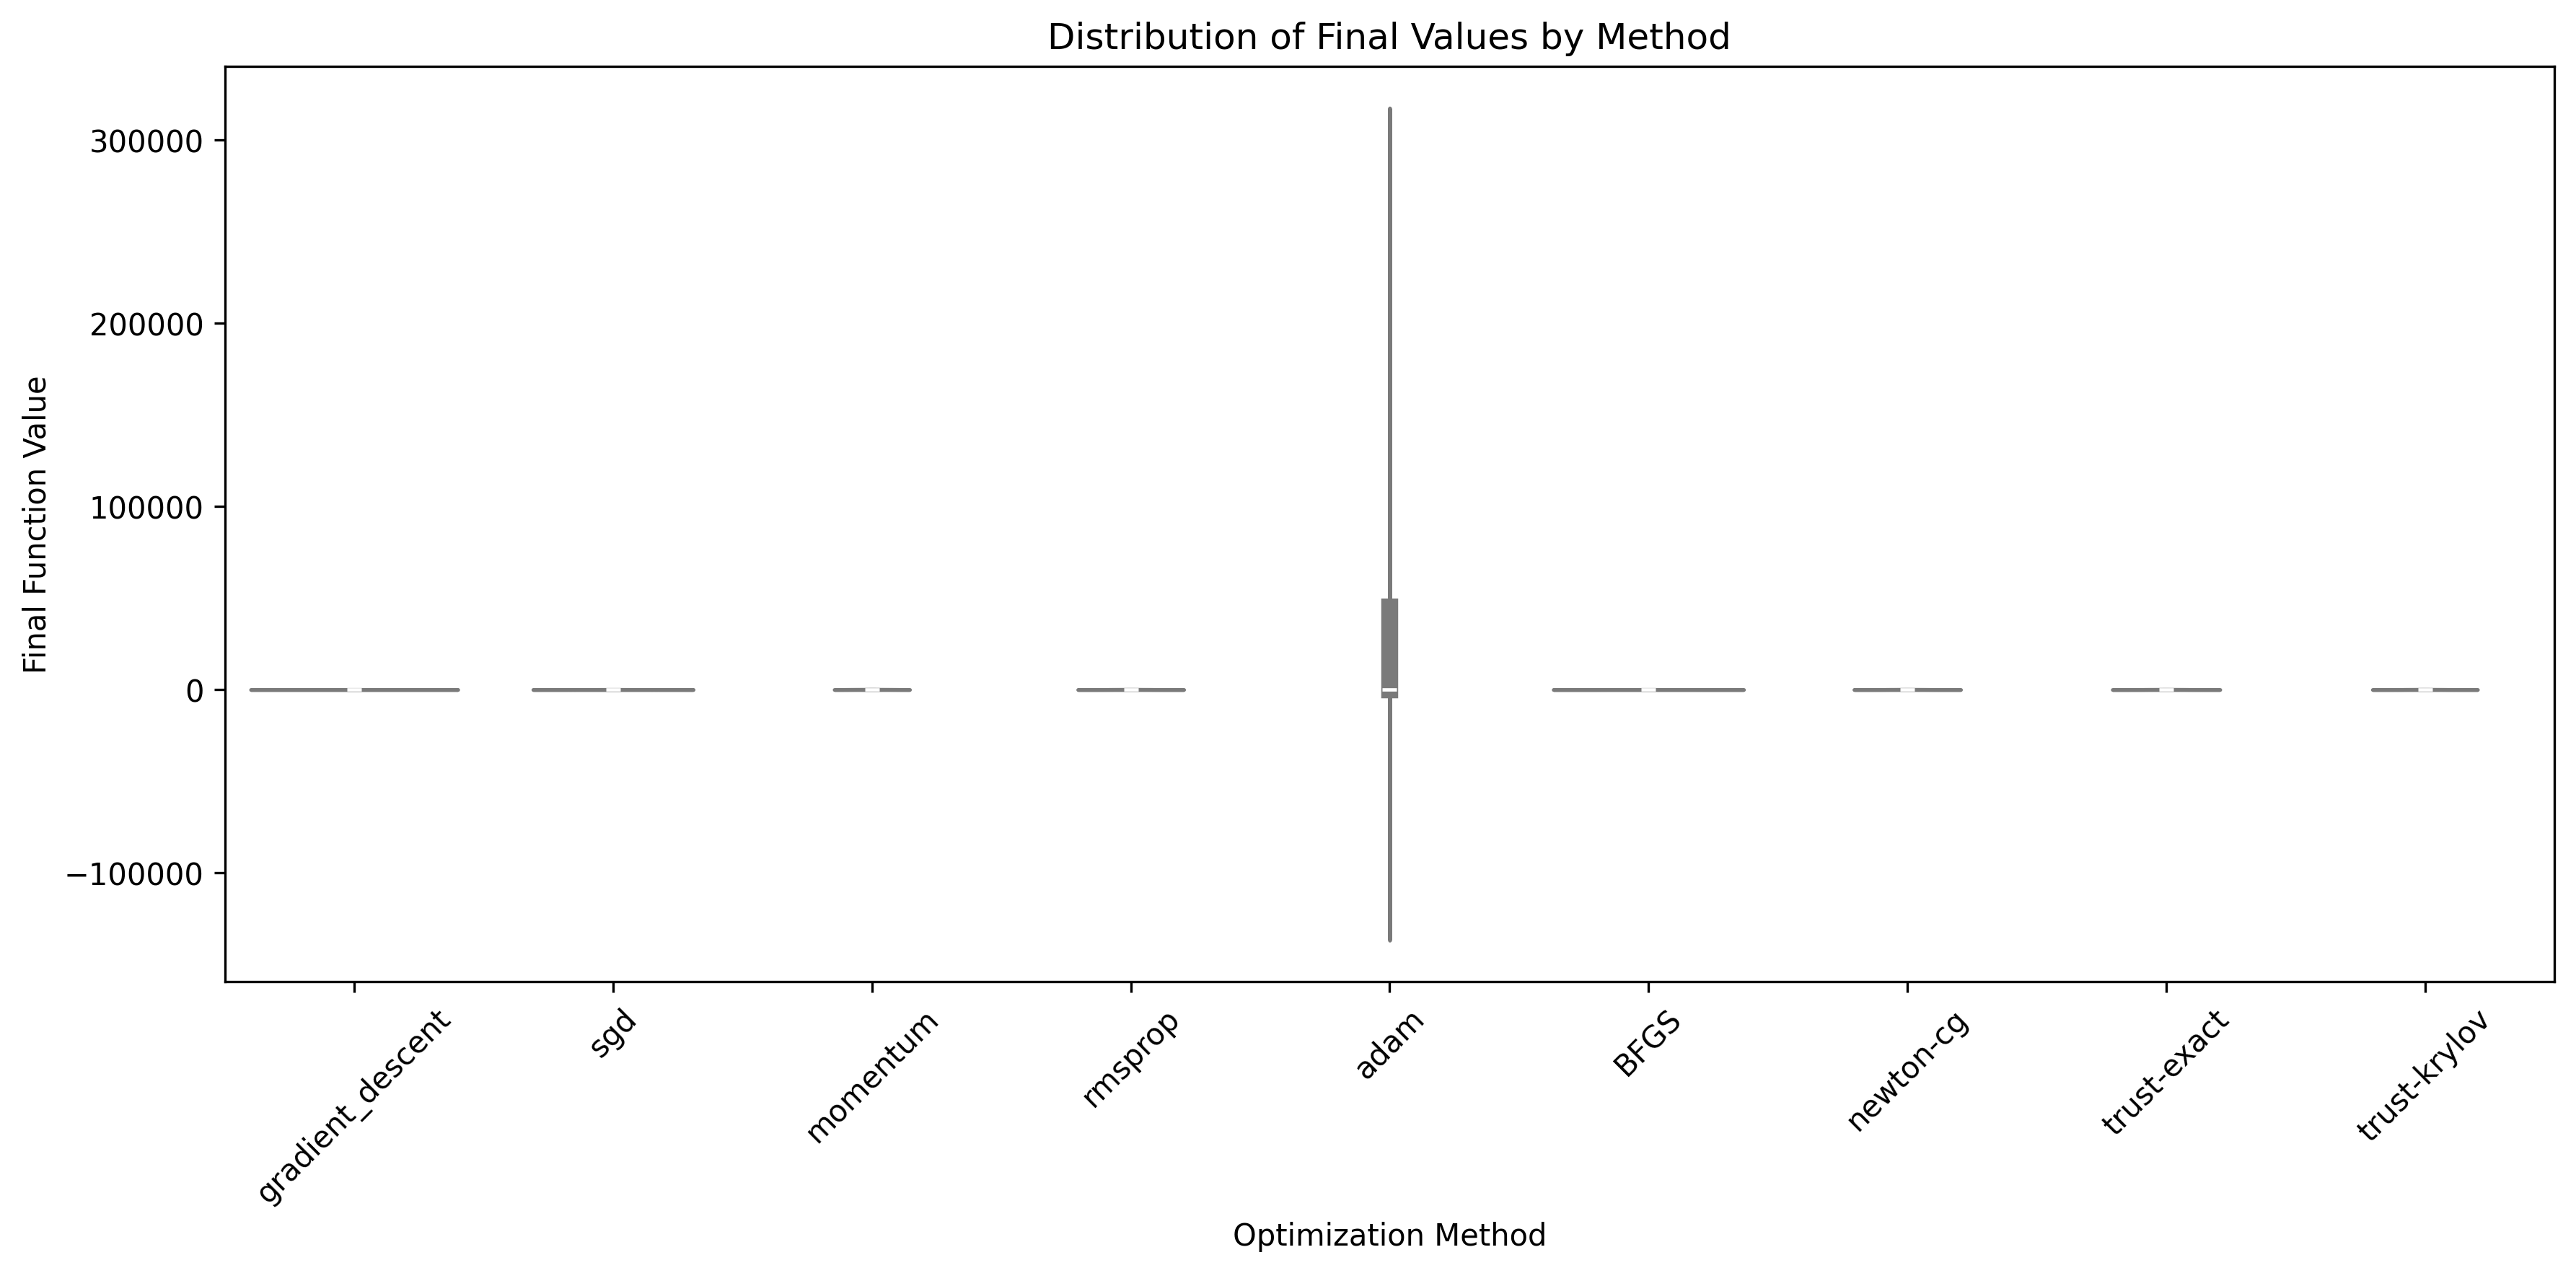 Distribution of Final Values by Method
Final Function Value
300000
200000
100000
0
−100000
gradient_descent
sgd
momentum
rmsprop
adam
BFGS
newton-cg
trust-exact
trust-krylov
Optimization Method